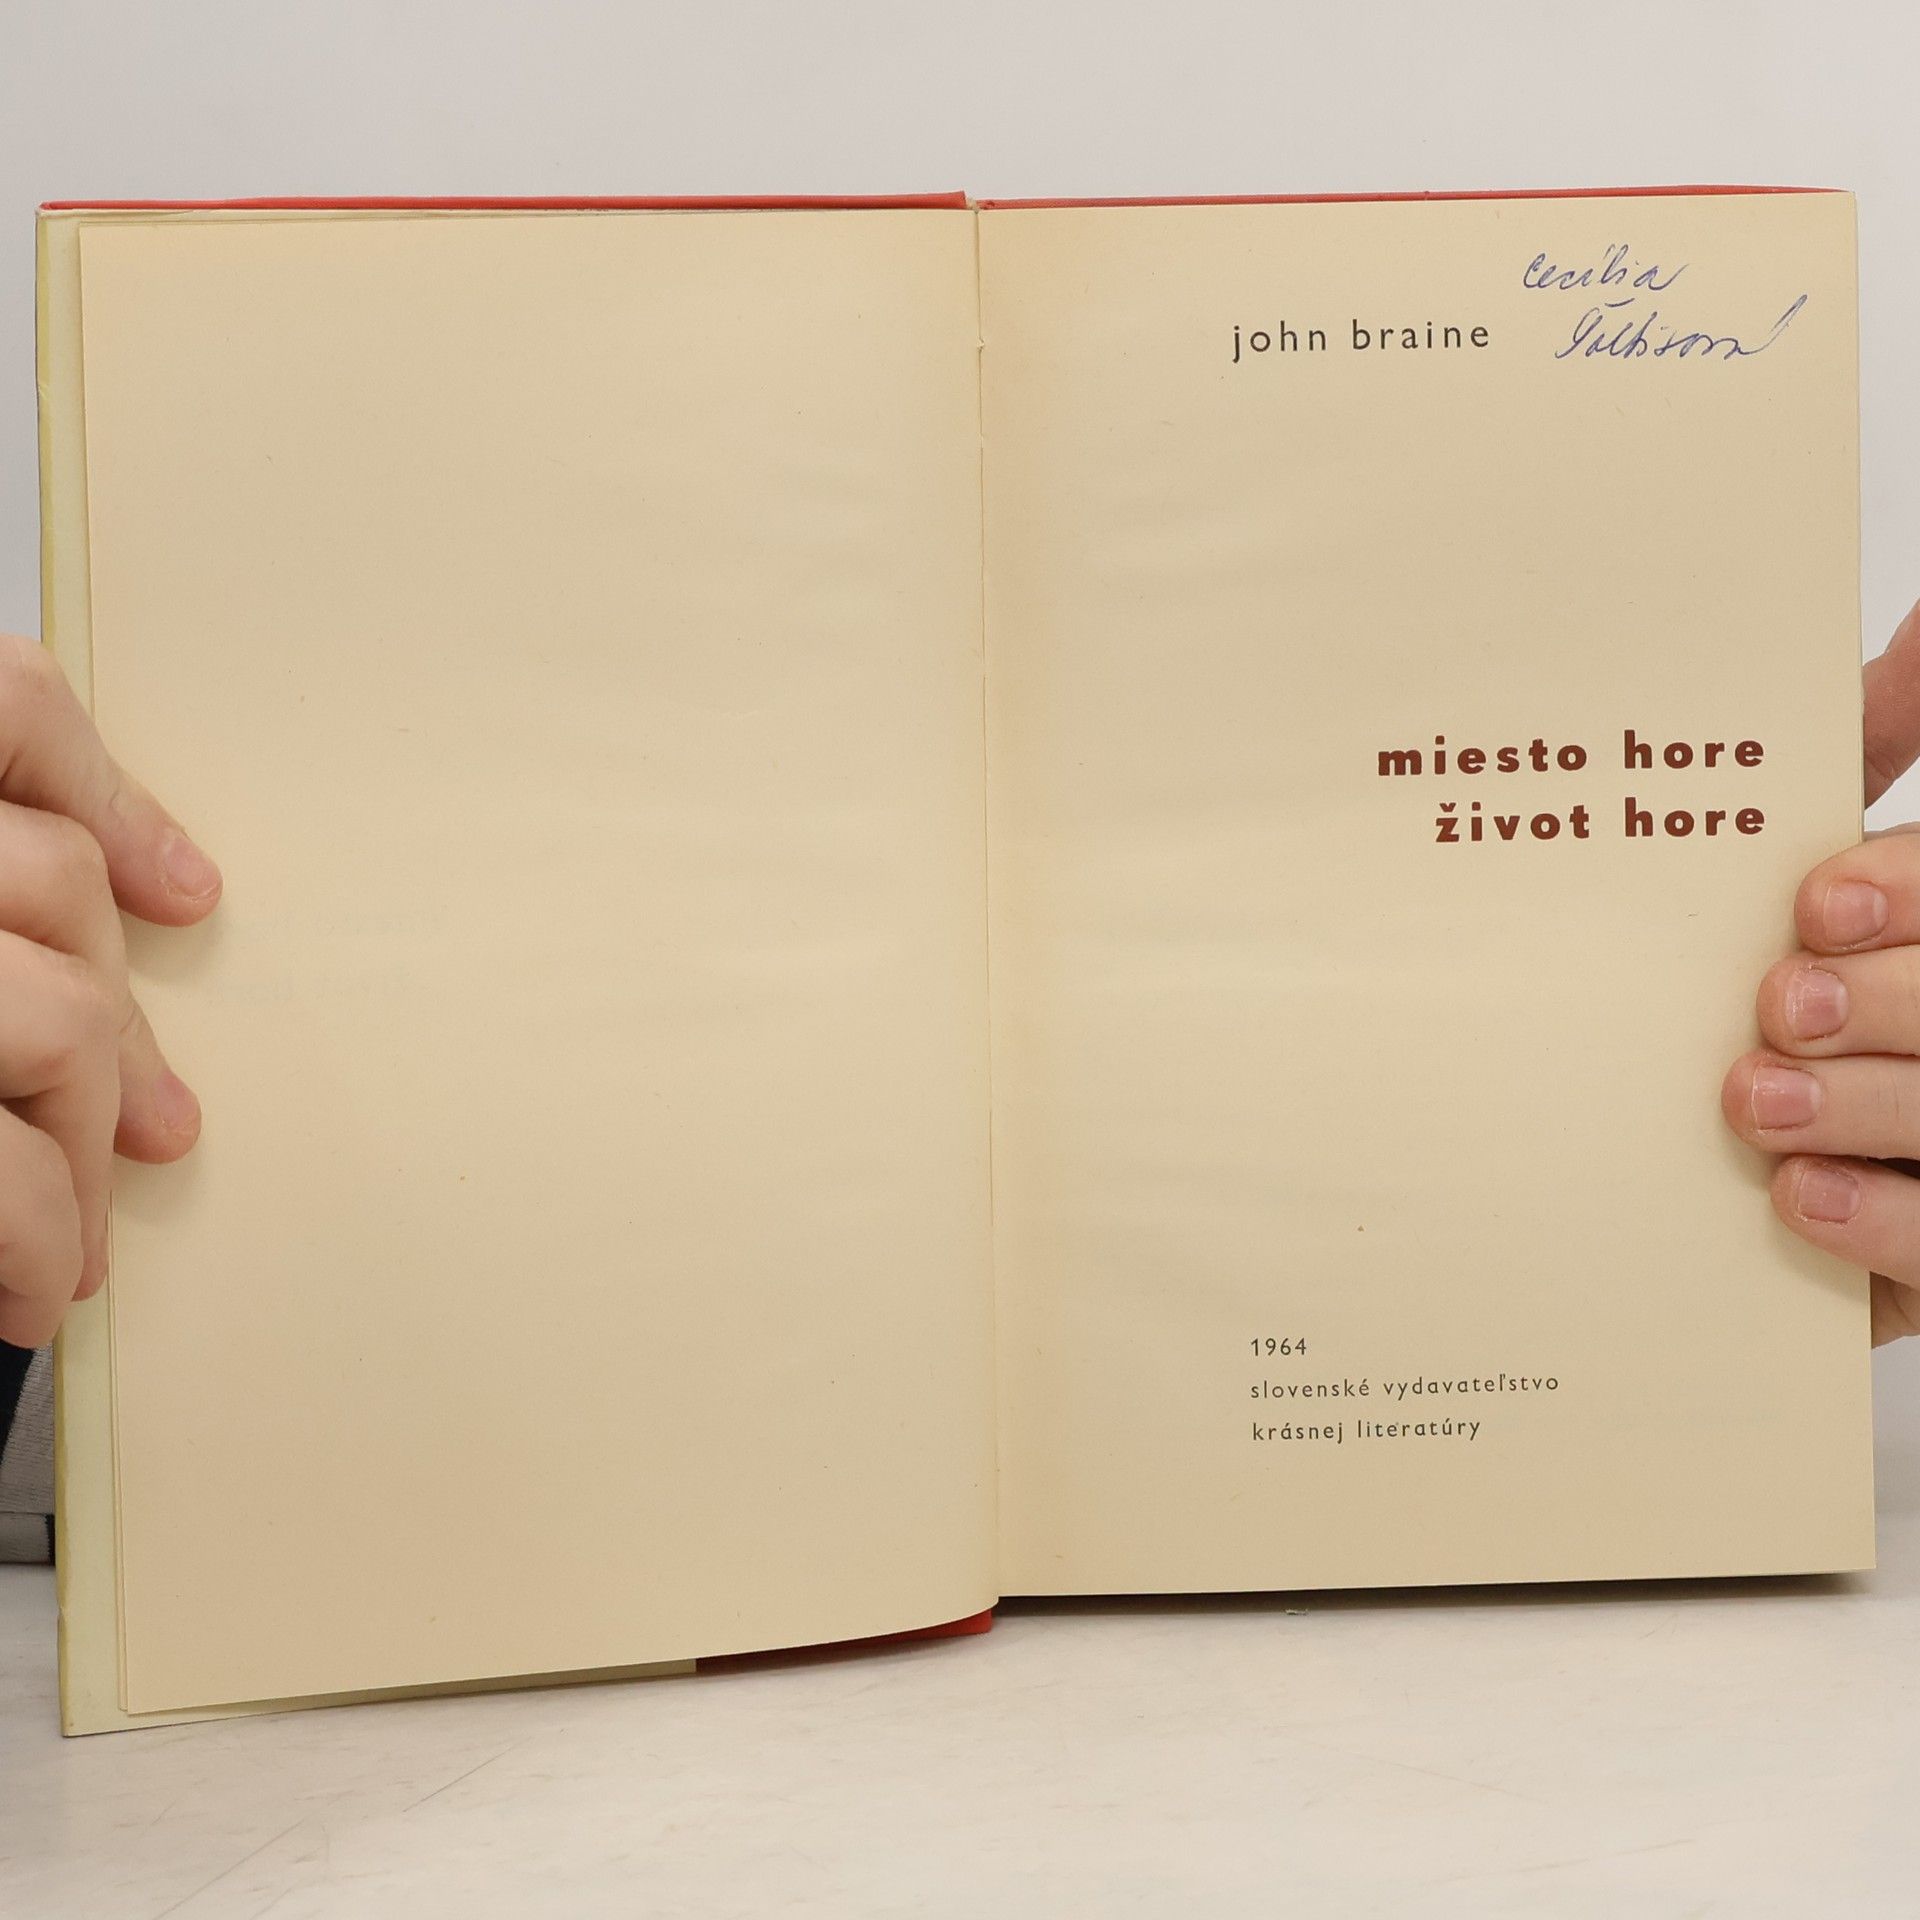 cecília
john braine
miesto hore
život hore
1964
slovenské vydavateľstvo
krásnej literatúry